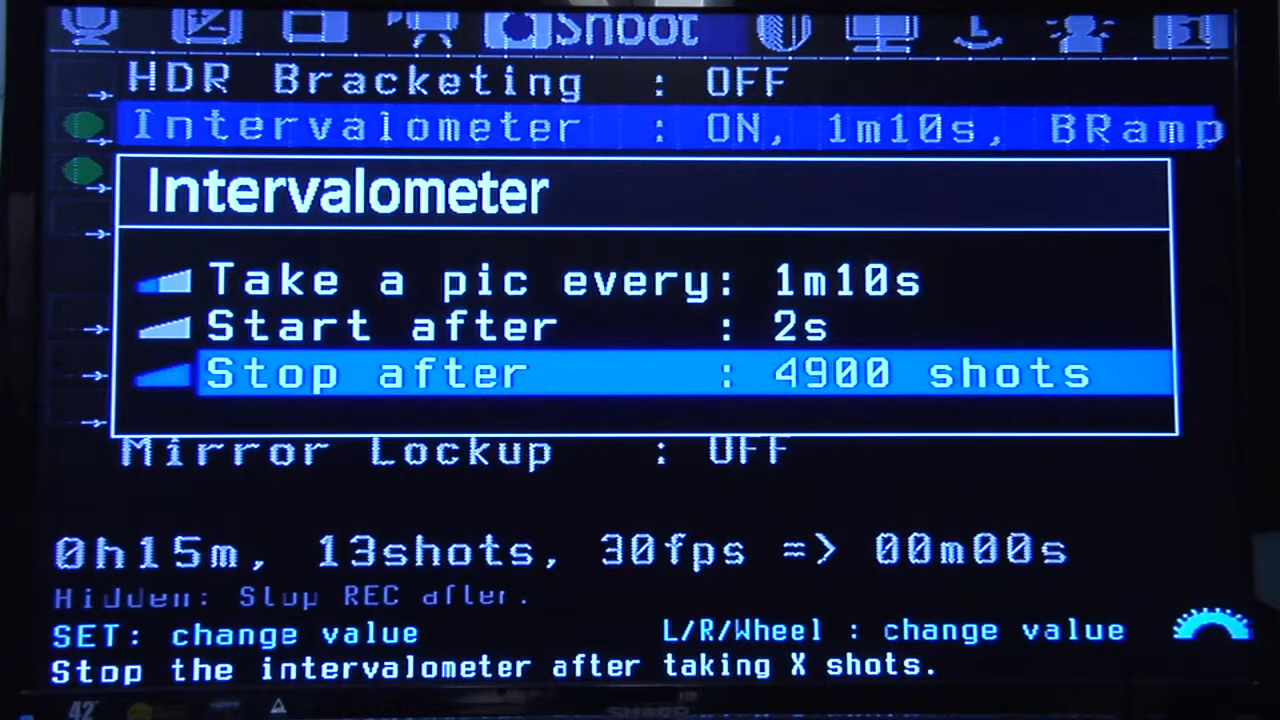 Shoot
HDR Bracketing : OFF
Intervalometer : ON, 1m10s, BRamp
Intervalometer
Take a pic every: 1m10s
Start after : 2s
Stop after : 4900 shots
Mirror Lockup : OFF
0h15m, 13shots, 30fps => 00m00s
Hidden: Stop REC after.
SET: change value
L/R/Wheel : change value
Stop the intervalometer after taking X shots.
42"
SHARP